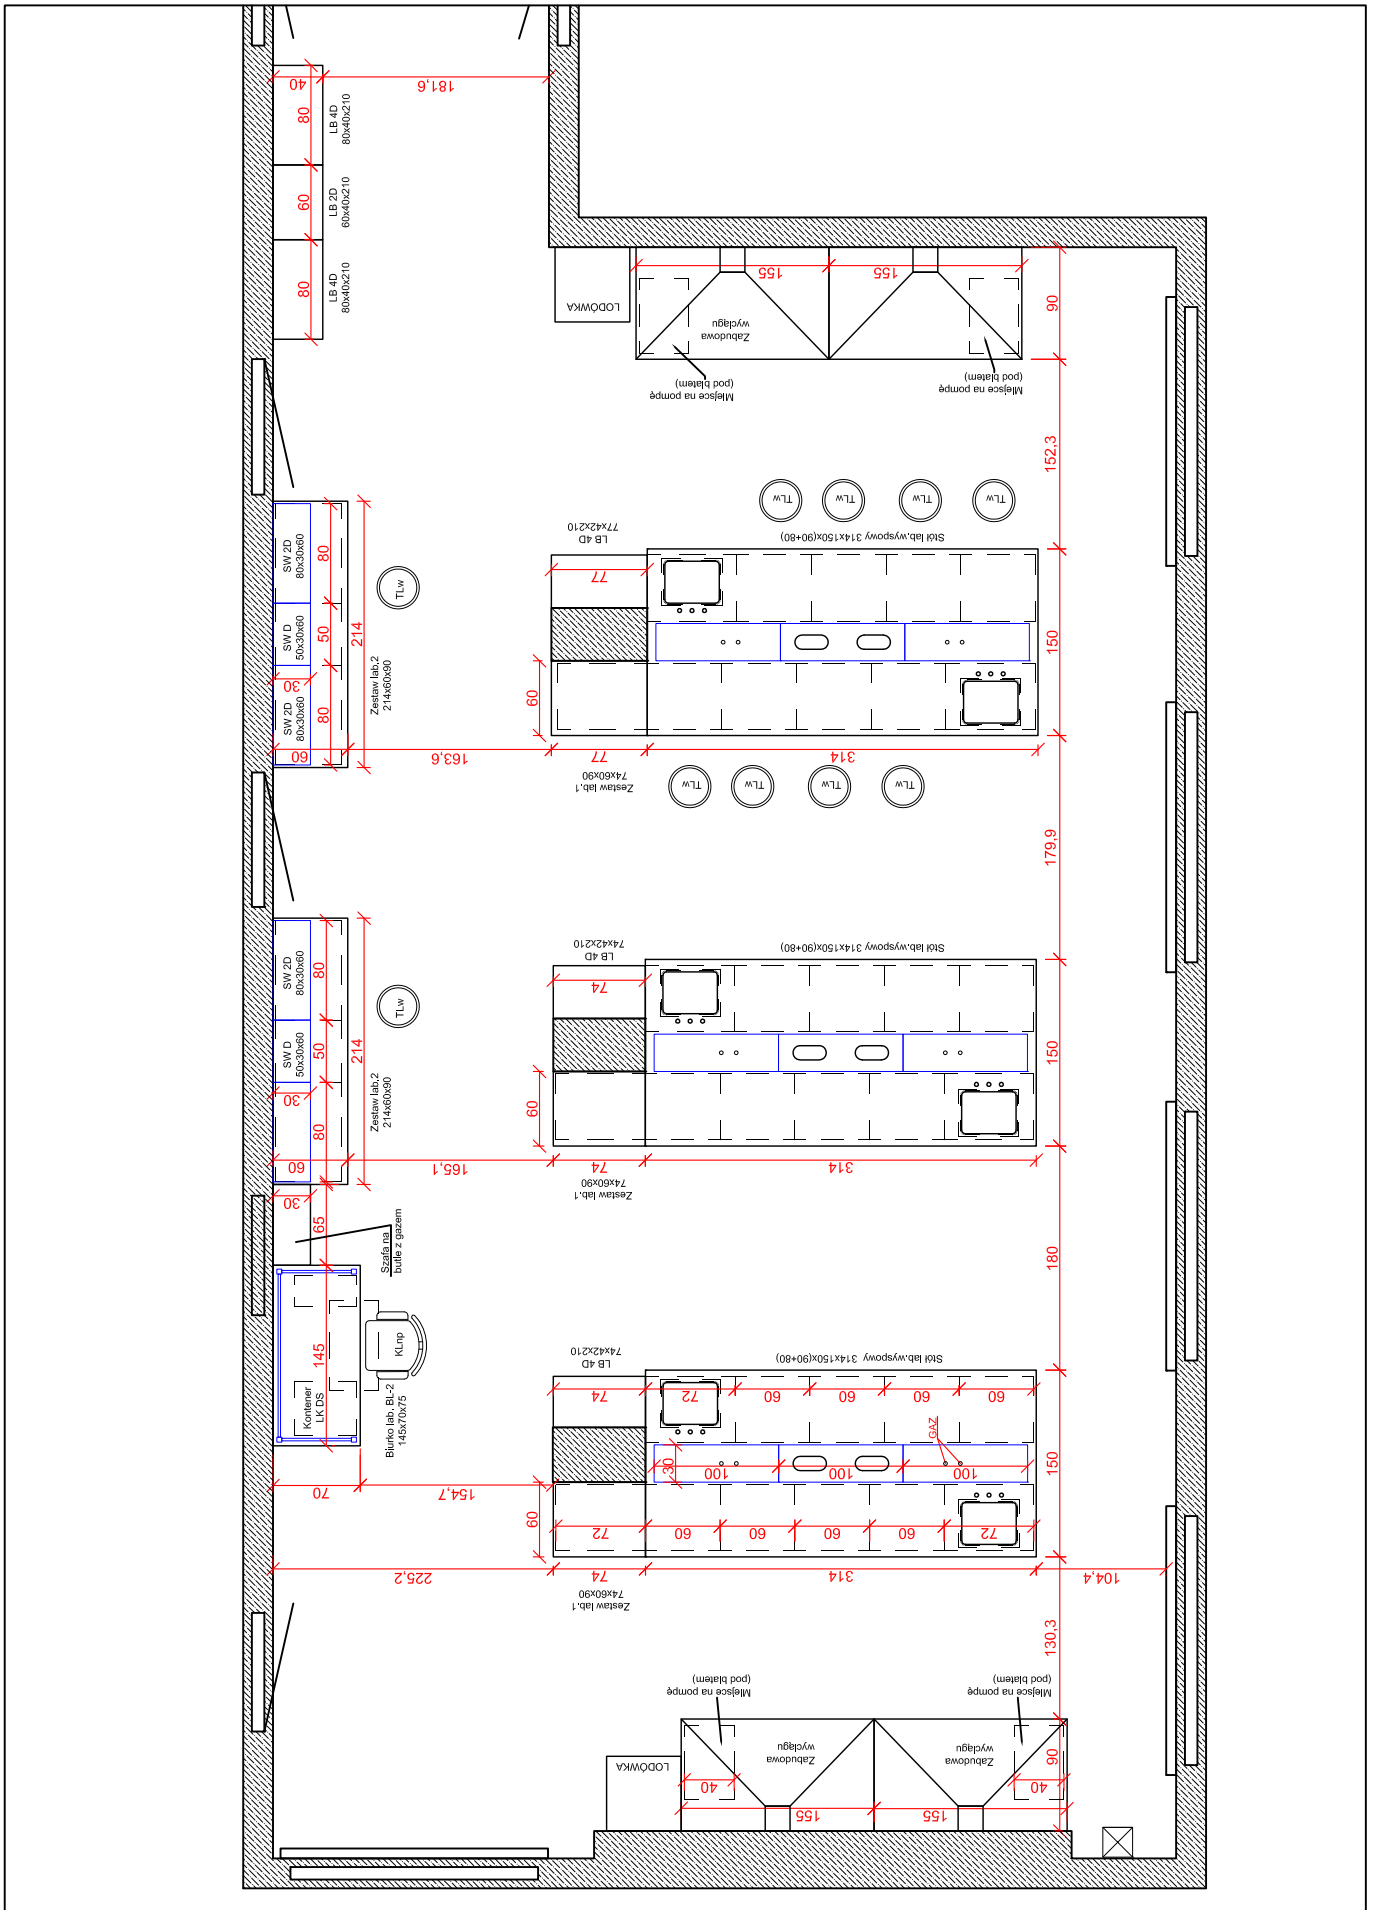 40
181,6
80
LB 4D
80x40x210
60
LB 2D
60x40x210
80
LB 4D
80x40x210
LODÓWKA
155
155
90
Zabudowa
wyciągu
Miejsce na pompę
(pod blatem)
Miejsce na pompę
(pod blatem)
152,3
TLw
TLw
TLw
TLw
Stół lab.wyspowy 314x150x(90+80)
LB 4D
77x42x210
77
SW 2D
80x30x60
80
SW D
50x30x60
50
30
SW 2D
80x30x60
80
60
214
Zestaw lab.2
214x60x90
TLw
150
60
163,6
77
314
Zestaw lab.1
74x60x90
TLw
TLw
TLw
TLw
179,9
Stół lab.wyspowy 314x150x(90+80)
LB 4D
74x42x210
74
SW 2D
80x30x60
80
SW D
50x30x60
50
30
80
60
214
Zestaw lab.2
214x60x90
TLw
150
60
165,1
74
314
Zestaw lab.1
74x60x90
30
65
Szafa na
butle z gazem
180
145
Kontener
LK DS
KLnp
Biurko lab. BL-2
145x70x75
70
154,7
Stół lab.wyspowy 314x150x(90+80)
LB 4D
74x42x210
74
72
60
60
60
60
GAZ
30
100
100
100
150
60
72
60
60
60
60
72
225,2
74
314
104,4
Zestaw lab.1
74x60x90
130,3
Miejsce na pompę
(pod blatem)
Miejsce na pompę
(pod blatem)
LODÓWKA
Zabudowa
wyciągu
Zabudowa
wyciągu
40
40
90
155
155